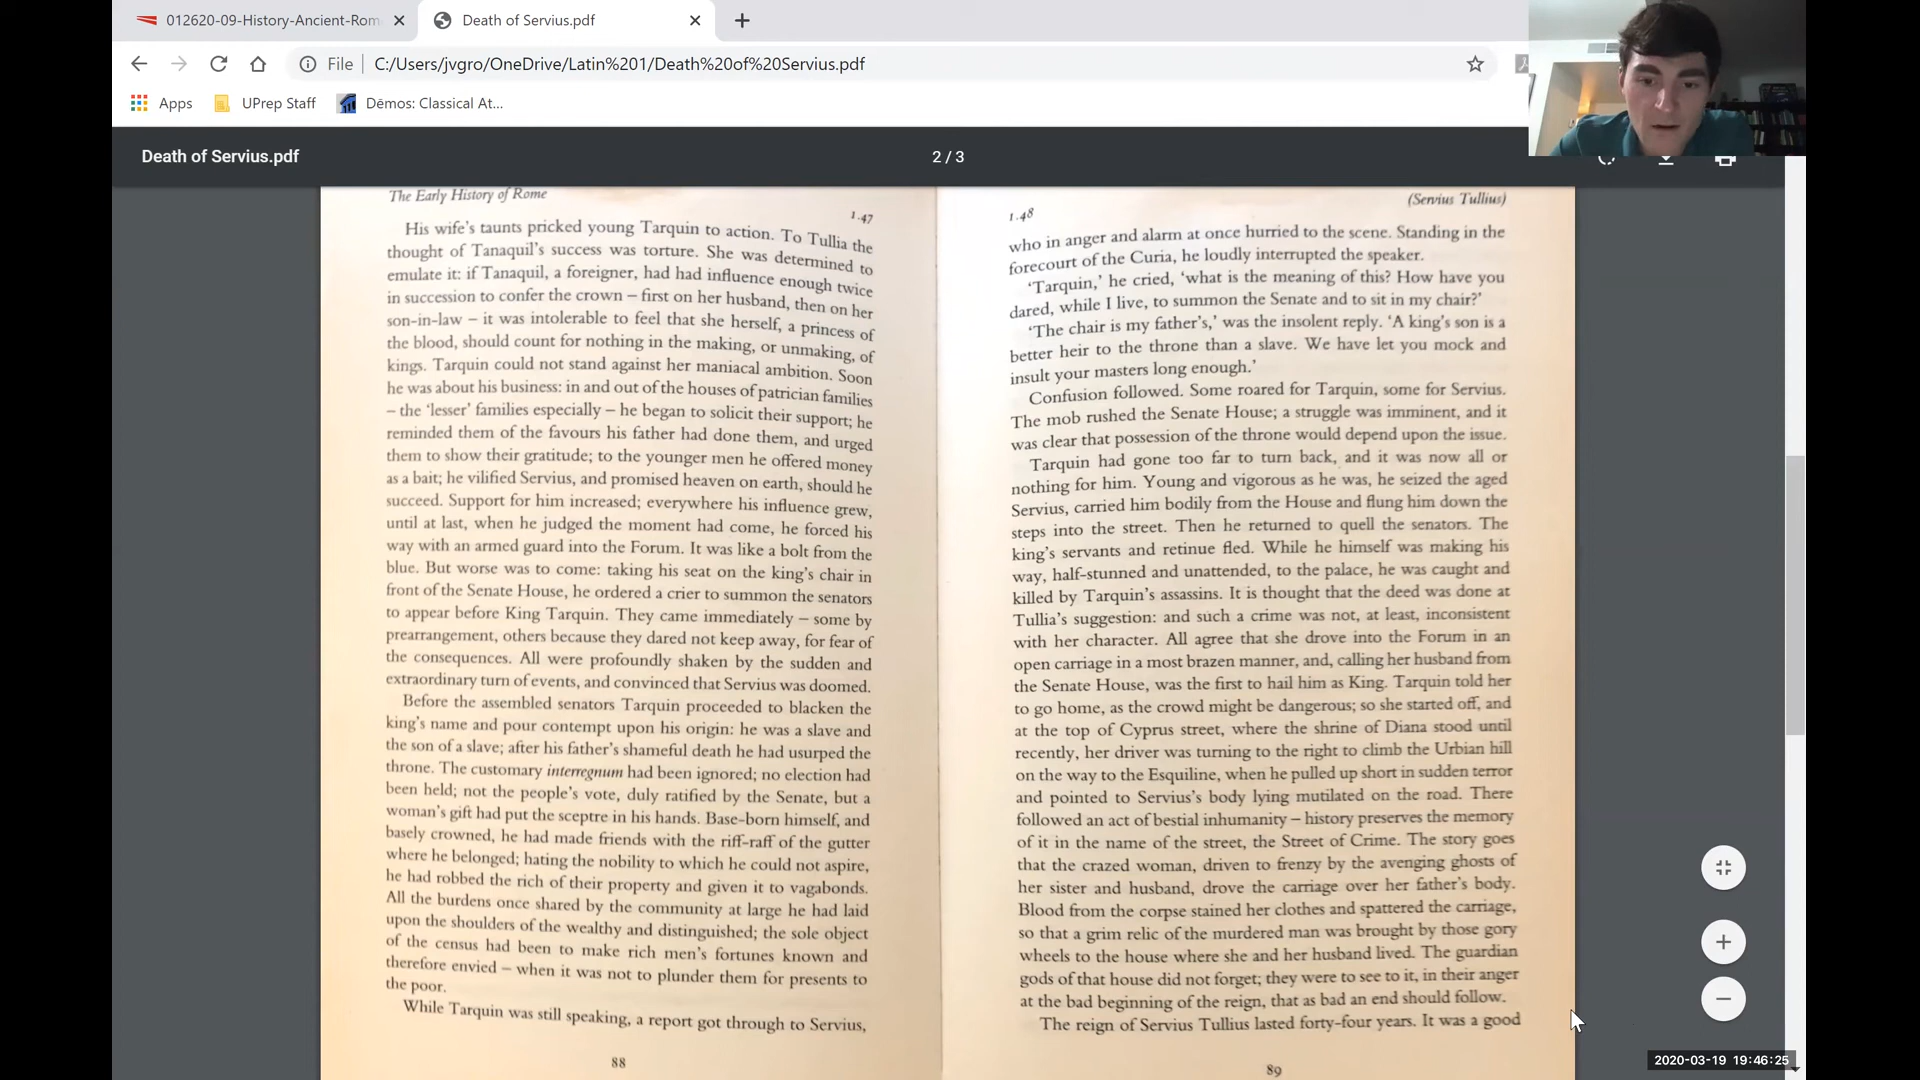 012620-09-History-Ancient-Rom
Death of Servius.pdf
File
C:/Users/jvgro/OneDrive/Latin%201/Death%20of%20Servius.pdf
Apps
UPrep Staff
Dēmos: Classical At...
Death of Servius.pdf
2 / 3
The Early History of Rome
1.47
His wife's taunts pricked young Tarquin to action. To Tullia the
thought of Tanaquil's success was torture. She was determined to
emulate it: if Tanaquil, a foreigner, had had influence enough twice
in succession to confer the crown – first on her husband, then on her
son-in-law – it was intolerable to feel that she herself, a princess of
the blood, should count for nothing in the making, or unmaking, of
kings. Tarquin could not stand against her maniacal ambition. Soon
he was about his business: in and out of the houses of patrician families
– the 'lesser' families especially – he began to solicit their support; he
reminded them of the favours his father had done them, and urged
them to show their gratitude; to the younger men he offered money
as a bait; he vilified Servius, and promised heaven on earth, should he
succeed. Support for him increased; everywhere his influence grew,
until at last, when he judged the moment had come, he forced his
way with an armed guard into the Forum. It was like a bolt from the
blue. But worse was to come: taking his seat on the king's chair in
front of the Senate House, he ordered a crier to summon the senators
to appear before King Tarquin. They came immediately – some by
prearrangement, others because they dared not keep away, for fear of
the consequences. All were profoundly shaken by the sudden and
extraordinary turn of events, and convinced that Servius was doomed.
Before the assembled senators Tarquin proceeded to blacken the
king's name and pour contempt upon his origin: he was a slave and
the son of a slave; after his father's shameful death he had usurped the
throne. The customary interregnum had been ignored; no election had
been held; not the people's vote, duly ratified by the Senate, but a
woman's gift had put the sceptre in his hands. Base-born himself, and
basely crowned, he had made friends with the riff-raff of the gutter
where he belonged; hating the nobility to which he could not aspire,
he had robbed the rich of their property and given it to vagabonds.
All the burdens once shared by the community at large he had laid
upon the shoulders of the wealthy and distinguished; the sole object
of the census had been to make rich men's fortunes known and
therefore envied – when it was not to plunder them for presents to
the poor.
While Tarquin was still speaking, a report got through to Servius,
88
(Servius Tullius)
1.48
who in anger and alarm at once hurried to the scene. Standing in the
forecourt of the Curia, he loudly interrupted the speaker.
'Tarquin,' he cried, 'what is the meaning of this? How have you
dared, while I live, to summon the Senate and to sit in my chair?'
'The chair is my father's,' was the insolent reply. 'A king's son is a
better heir to the throne than a slave. We have let you mock and
insult your masters long enough.'
Confusion followed. Some roared for Tarquin, some for Servius.
The mob rushed the Senate House; a struggle was imminent, and it
was clear that possession of the throne would depend upon the issue.
Tarquin had gone too far to turn back, and it was now all or
nothing for him. Young and vigorous as he was, he seized the aged
Servius, carried him bodily from the House and flung him down the
steps into the street. Then he returned to quell the senators. The
king's servants and retinue fled. While he himself was making his
way, half-stunned and unattended, to the palace, he was caught and
killed by Tarquin's assassins. It is thought that the deed was done at
Tullia's suggestion: and such a crime was not, at least, inconsistent
with her character. All agree that she drove into the Forum in an
open carriage in a most brazen manner, and, calling her husband from
the Senate House, was the first to hail him as King. Tarquin told her
to go home, as the crowd might be dangerous; so she started off, and
at the top of Cyprus street, where the shrine of Diana stood until
recently, her driver was turning to the right to climb the Urbian hill
on the way to the Esquiline, when he pulled up short in sudden terror
and pointed to Servius's body lying mutilated on the road. There
followed an act of bestial inhumanity – history preserves the memory
of it in the name of the street, the Street of Crime. The story goes
that the crazed woman, driven to frenzy by the avenging ghosts of
her sister and husband, drove the carriage over her father's body.
Blood from the corpse stained her clothes and spattered the carriage,
so that a grim relic of the murdered man was brought by those gory
wheels to the house where she and her husband lived. The guardian
gods of that house did not forget; they were to see to it, in their anger
at the bad beginning of the reign, that as bad an end should follow.
The reign of Servius Tullius lasted forty-four years. It was a good
89
2020-03-19 19:46:25